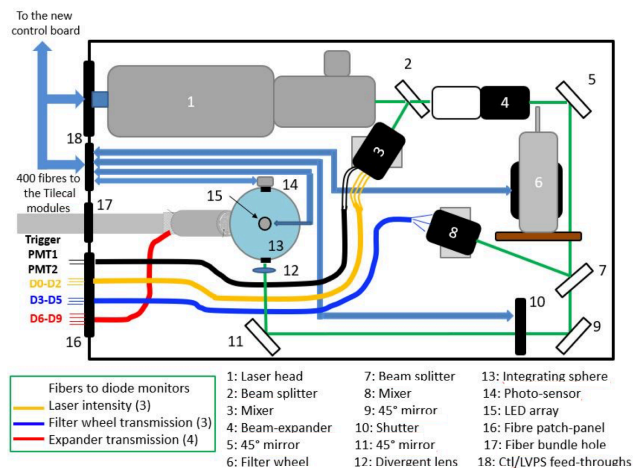 To the
new
control board
1
2
4
5
3
18
6
400 fibres to
the Tilecal
modules
15
14
17
Trigger
PMT1
PMT2
D0-D2
D3-D5
D6-D9
13
12
8
10
7
16
11
9
Fibers to diode monitors
Laser intensity (3)
Filter wheel transmission (3)
Expander transmission (4)
1: Laser head
2: Beam splitter
3: Mixer
4: Beam-expander
5: 45° mirror
6: Filter wheel
7: Beam splitter
8: Mixer
9: 45° mirror
10: Shutter
11: 45° mirror
12: Divergent lens
13: Integrating sphere
14: Photo-sensor
15: LED array
16: Fibre patch-panel
17: Fiber bundle hole
18: Ctl/LVPS feed-throughs